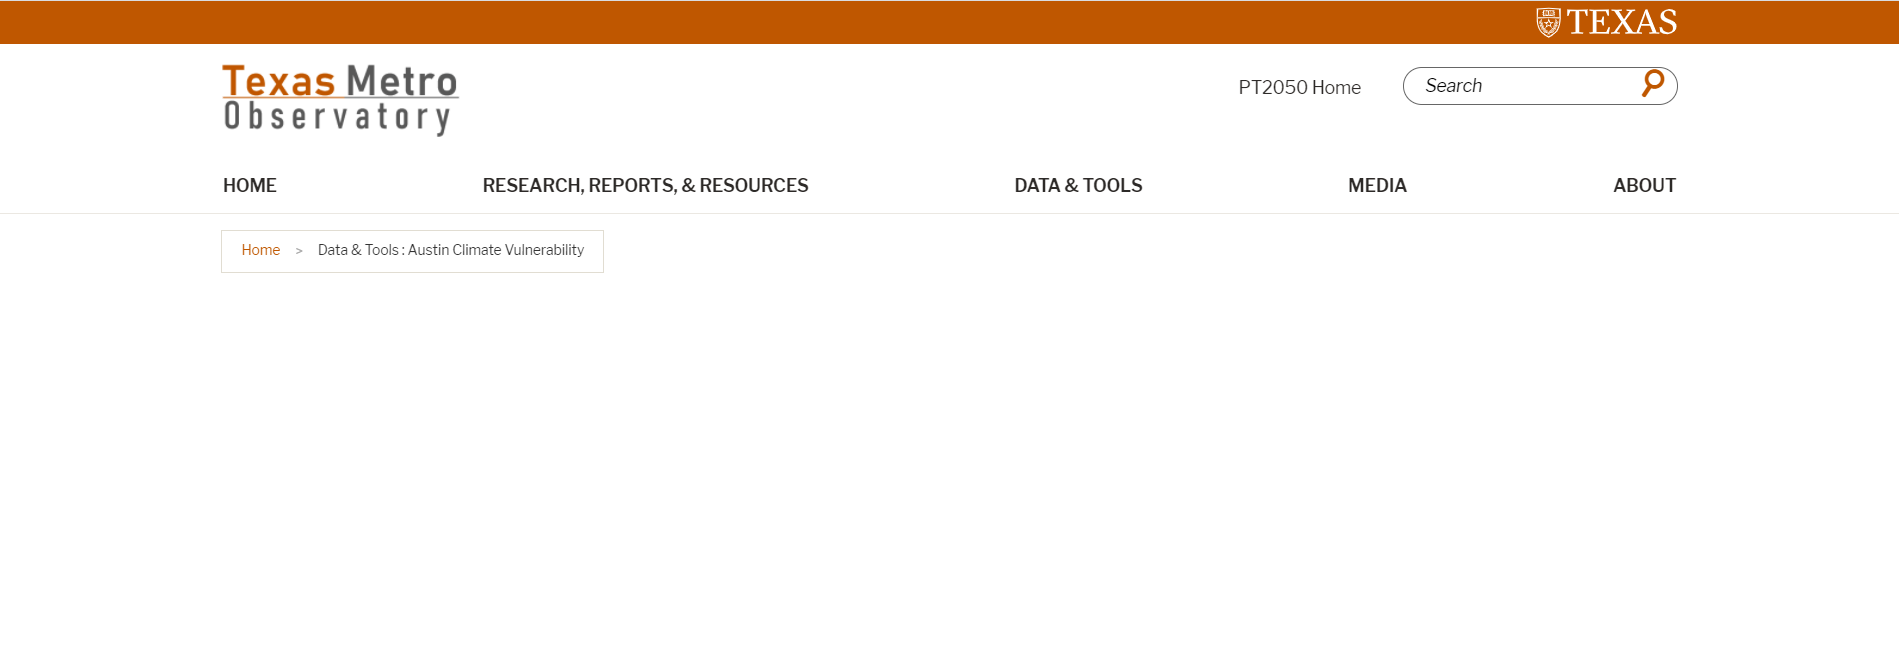 TEXAS
Texas Metro
Observatory
PT2050 Home
Search
HOME RESEARCH, REPORTS, & RESOURCES DATA & TOOLS MEDIA ABOUT
Home > Data & Tools : Austin Climate Vulnerability